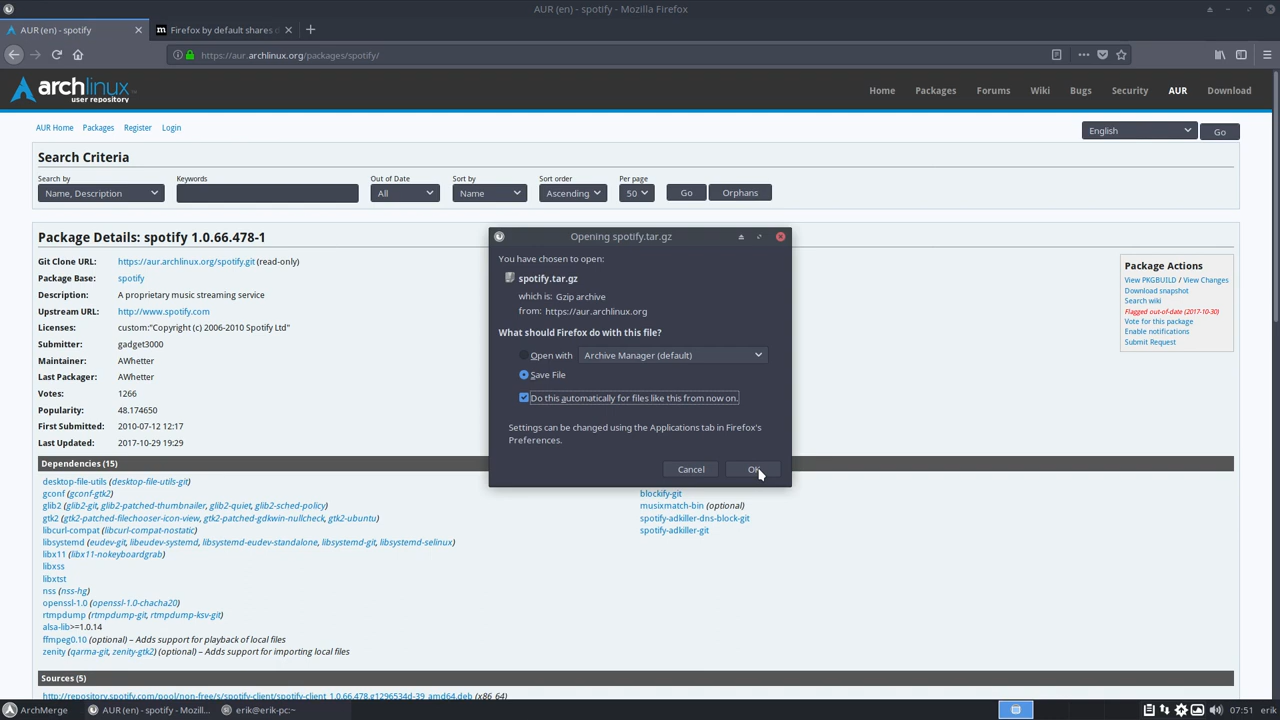 AUR (en) - spotify - Mozilla Firefox
AUR (en) - spotify
Firefox by default shares d
https://aur.archlinux.org/packages/spotify/
archlinux
user repository
Home Packages Forums Wiki Bugs Security AUR Download
AUR Home Packages Register Login
English Go
Search Criteria
Search by Keywords Out of Date Sort by Sort order Per page
Name, Description All Name Ascending 50 Go Orphans
Package Details: spotify 1.0.66.478-1
Git Clone URL: https://aur.archlinux.org/spotify.git (read-only)
Package Base: spotify
Description: A proprietary music streaming service
Upstream URL: http://www.spotify.com
Licenses: custom:"Copyright (c) 2006-2010 Spotify Ltd"
Submitter: gadget3000
Maintainer: AWhetter
Last Packager: AWhetter
Votes: 1266
Popularity: 48.174650
First Submitted: 2010-07-12 12:17
Last Updated: 2017-10-29 19:29
Package Actions
View PKGBUILD / View Changes
Download snapshot
Search wiki
Flagged out-of-date (2017-10-30)
Vote for this package
Enable notifications
Submit Request
Opening spotify.tar.gz
You have chosen to open:
spotify.tar.gz
which is: Gzip archive
from: https://aur.archlinux.org
What should Firefox do with this file?
Open with Archive Manager (default)
Save File
Do this automatically for files like this from now on.
Settings can be changed using the Applications tab in Firefox's
Preferences.
Cancel OK
Dependencies (15)
desktop-file-utils (desktop-file-utils-git)
gconf (gconf-gtk2)
glib2 (glib2-git, glib2-patched-thumbnailer, glib2-quiet, glib2-sched-policy)
gtk2 (gtk2-patched-filechooser-icon-view, gtk2-patched-gdkwin-nullcheck, gtk2-ubuntu)
libcurl-compat (libcurl-compat-nostatic)
libsystemd (eudev-git, libeudev-systemd, libsystemd-eudev-standalone, libsystemd-git, libsystemd-selinux)
libx11 (libx11-nokeyboardgrab)
libxss
libxtst
nss (nss-hg)
openssl-1.0 (openssl-1.0-chacha20)
rtmpdump (rtmpdump-git, rtmpdump-ksv-git)
alsa-lib>=1.0.14
ffmpeg0.10 (optional) – Adds support for playback of local files
zenity (qarma-git, zenity-gtk2) (optional) – Adds support for importing local files
blockify-git
musixmatch-bin (optional)
spotify-adkiller-dns-block-git
spotify-adkiller-git
Sources (5)
http://repository.spotify.com/pool/non-free/s/spotify-client/spotify-client_1.0.66.478.g1296534d-39_amd64.deb (x86_64)
ArchMerge
AUR (en) - spotify - Mozill...
erik@erik-pc:~
07:51 erik